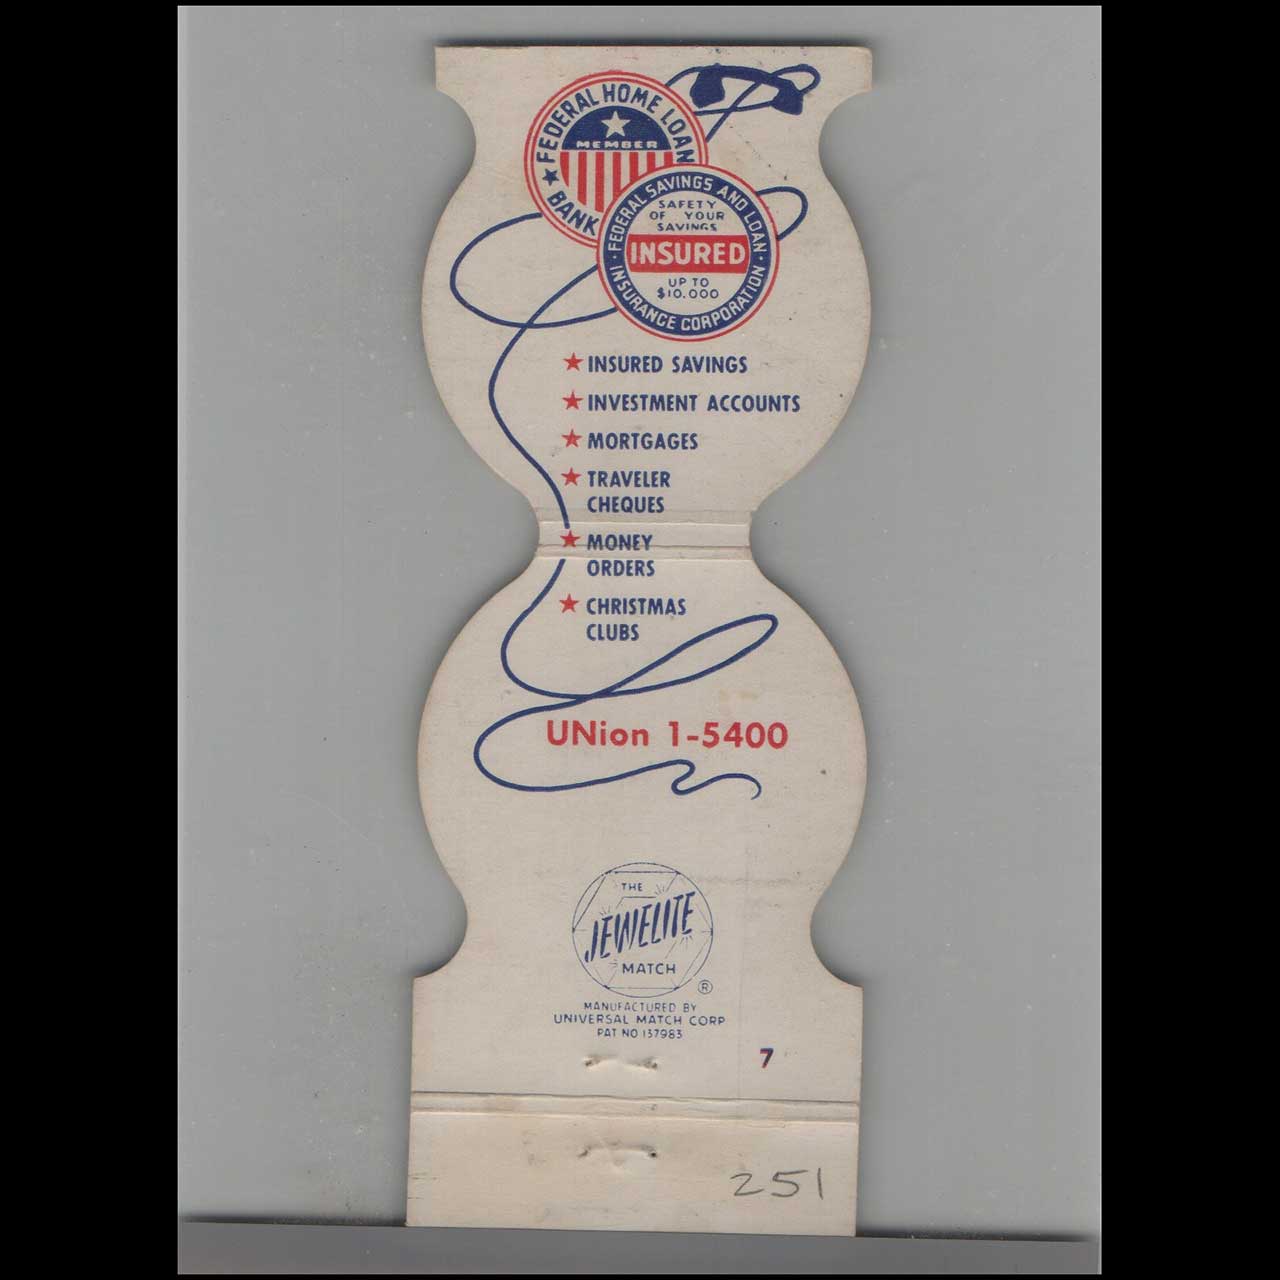 FEDERAL HOME LOAN
BANK
MEMBER
FEDERAL SAVINGS AND LOAN
INSURANCE CORPORATION
SAFETY
OF YOUR
SAVINGS
INSURED
UP TO
$10,000
INSURED SAVINGS
INVESTMENT ACCOUNTS
MORTGAGES
TRAVELER
CHEQUES
MONEY
ORDERS
CHRISTMAS
CLUBS
UNion 1-5400
THE
JEWELITE
MATCH
®
MANUFACTURED BY
UNIVERSAL MATCH CORP
PAT NO 137983
7
251